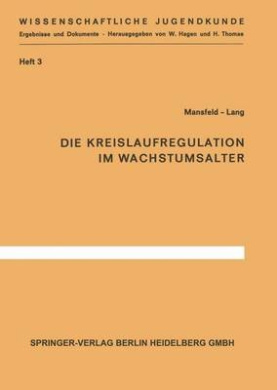 WISSENSCHAFTLICHE JUGENDKUNDE
Ergebnisse und Dokumente - Herausgegeben von W. Hagen und H. Thomae
Heft 3
Mansfeld – Lang
DIE KREISLAUFREGULATION
IM WACHSTUMSALTER
SPRINGER-VERLAG BERLIN HEIDELBERG GMBH